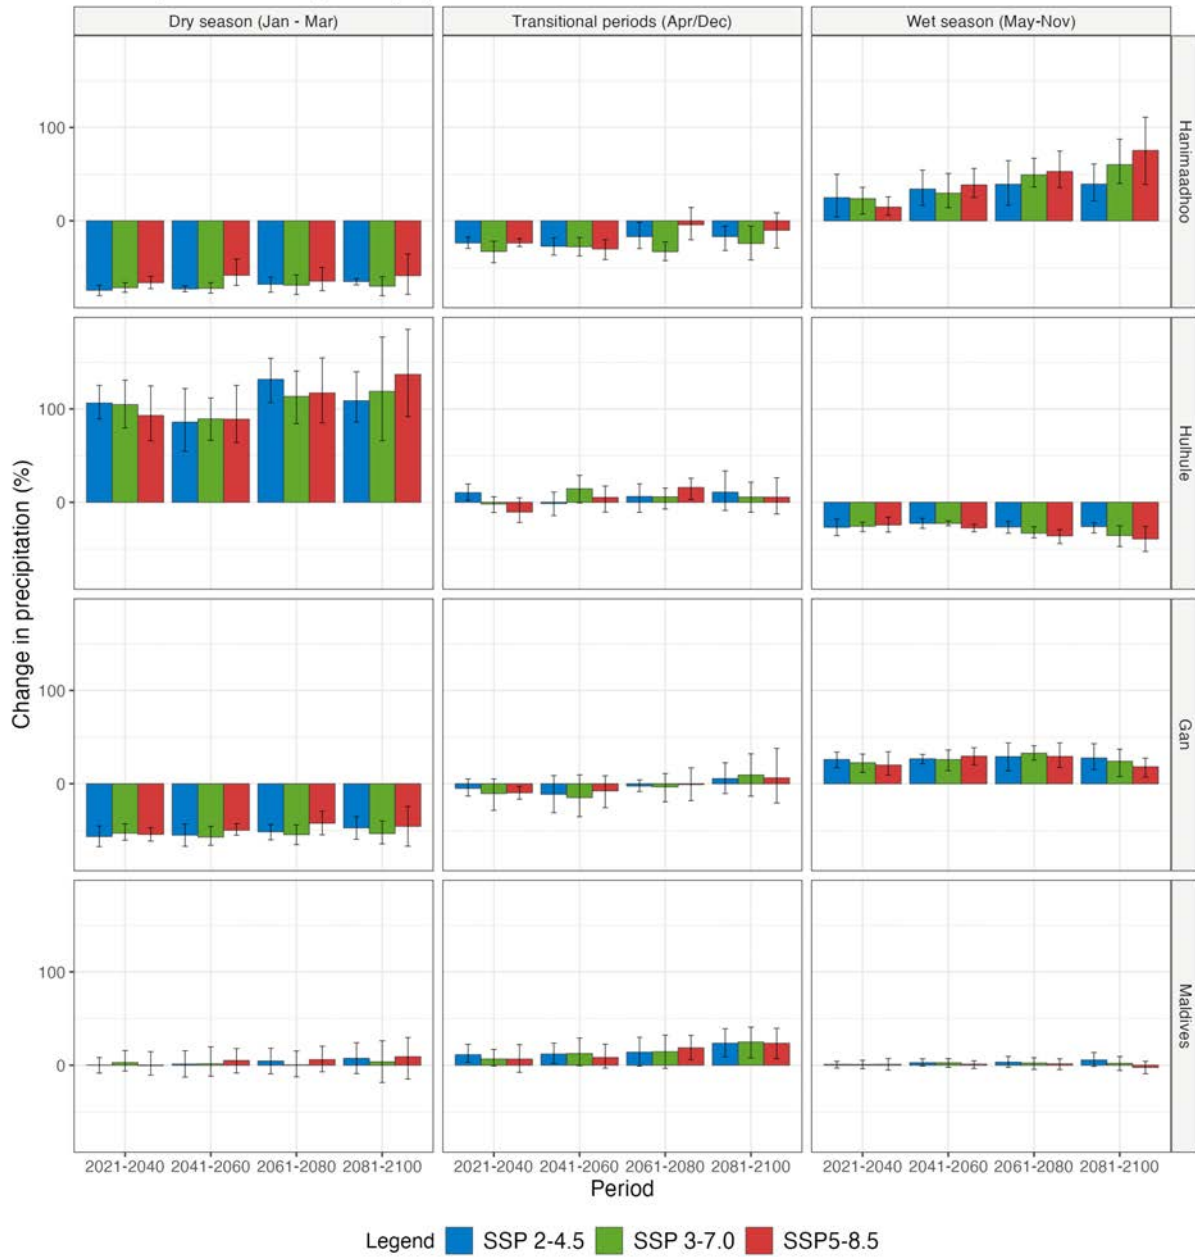 Dry season (Jan - Mar)
Transitional periods (Apr/Dec)
Wet season (May-Nov)
100
0
Hanimaadhoo
100
0
Hulhule
100
0
Gan
100
0
Maldives
Change in precipitation (%)
2021-2040 2041-2060 2061-2080 2081-2100
2021-2040 2041-2060 2061-2080 2081-2100
2021-2040 2041-2060 2061-2080 2081-2100
Period
Legend SSP 2-4.5 SSP 3-7.0 SSP5-8.5